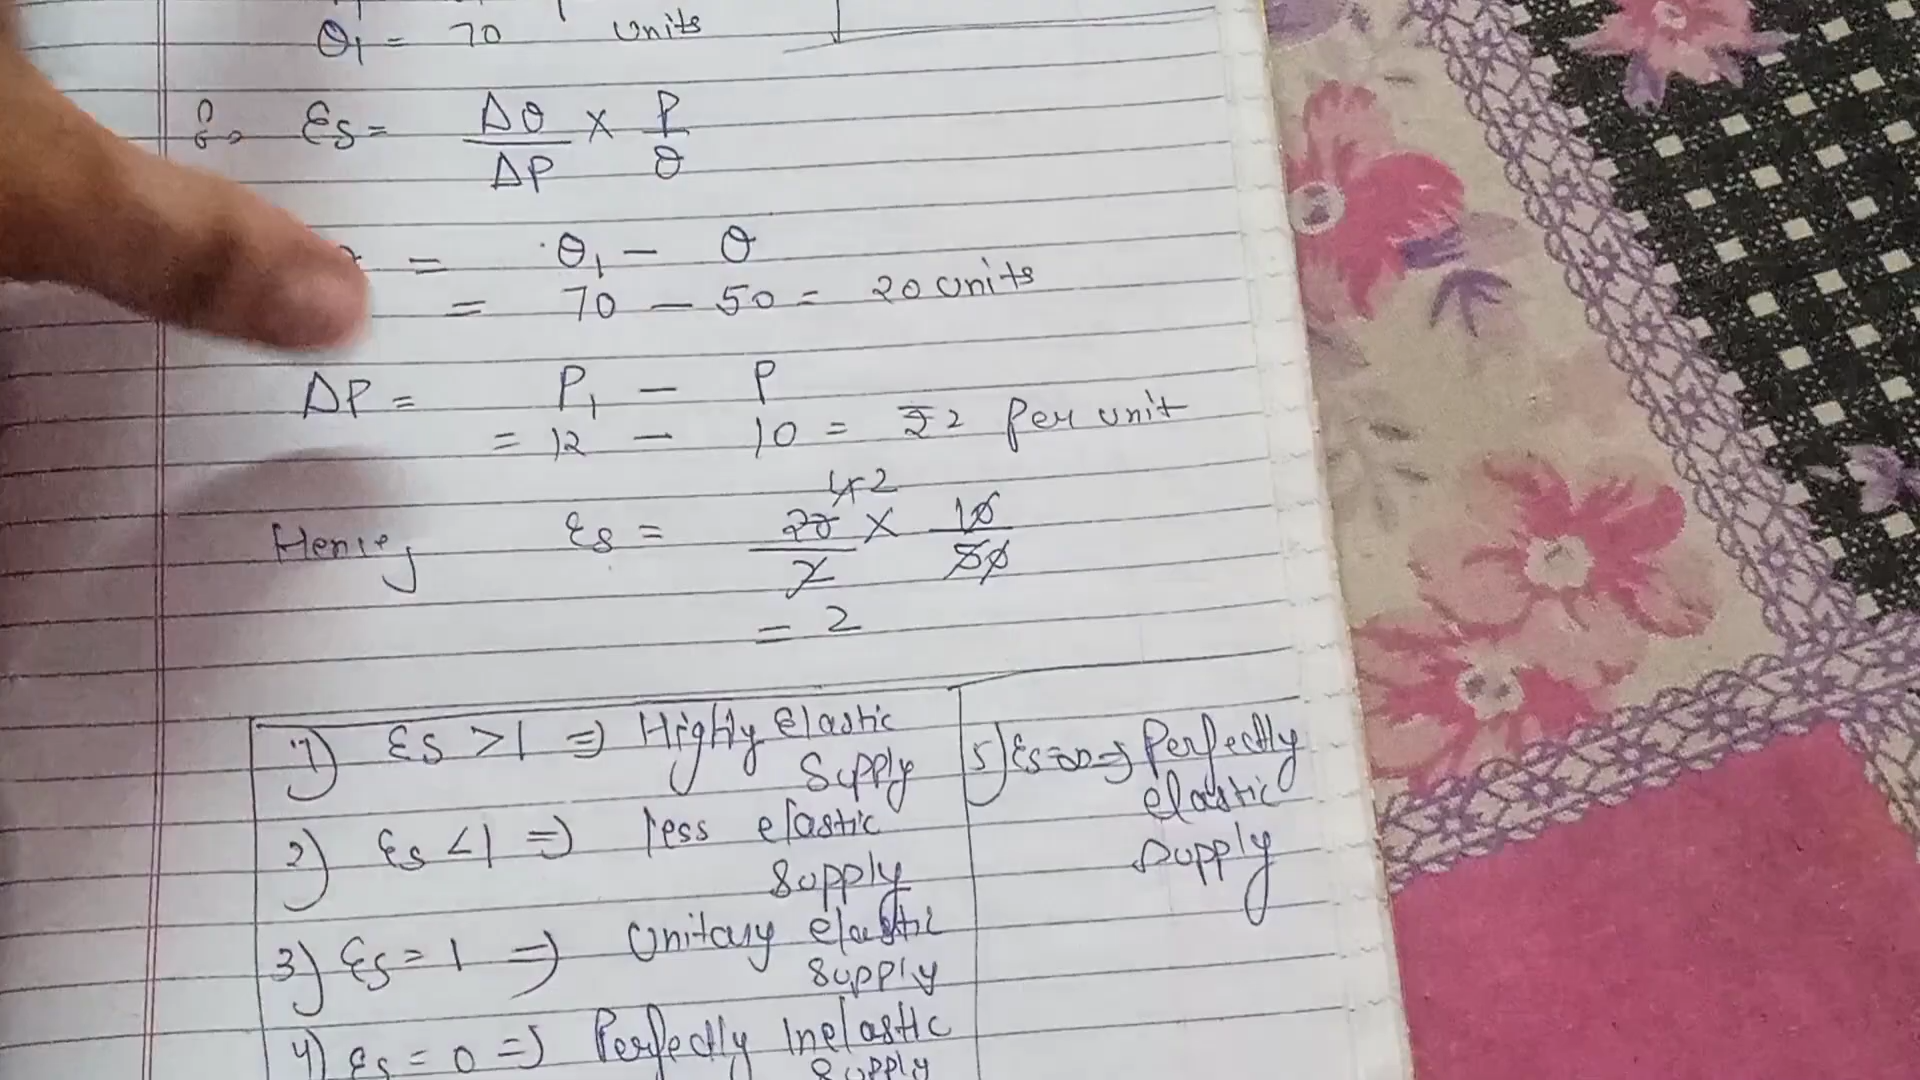 Q₁ = 70 units
∴ Es = ΔQ/ΔP × P/Q
= Q₁ - Q
= 70 - 50 = 20 units
ΔP = P₁ - P
= 12 - 10 = ₹2 per unit
Hence, Es = 20/2 × 10/50
= 2
1) Es > 1 ⇒ Highly elastic
supply
2) Es < 1 ⇒ less elastic
supply
3) Es = 1 ⇒ Unitary elastic
supply
4) Es = 0 ⇒ Perfectly Inelastic
supply
5) Es = ∞ ⇒ Perfectly
elastic
supply